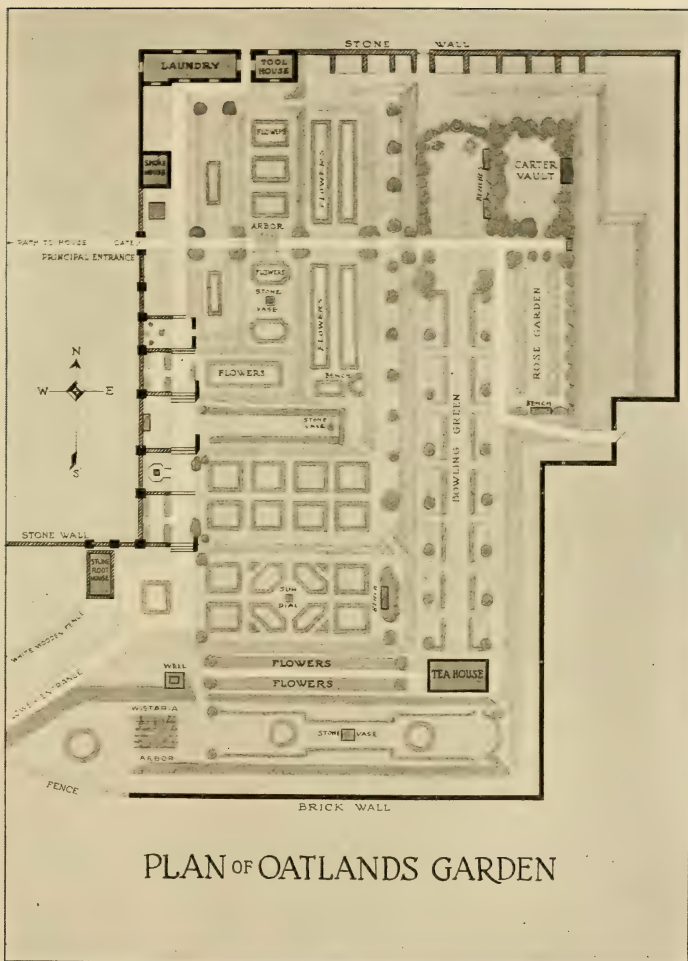 STONE WALL
LAUNDRY
TOOL
HOUSE
SMOKE
HOUSE
FLOWERS
FLOWERS
ARBOR
BENCH
CARTER
VAULT
← PATH TO HOUSE GATE
PRINCIPAL ENTRANCE
FLOWERS
STONE
VASE
FLOWERS
FLOWERS
BENCH
ROSE GARDEN
BENCH
N
W E
S
STONE
VASE
BOWLING GREEN
STONE WALL
STONE
ROOT
HOUSE
SUN
DIAL
BENCH
WHITE WOODEN FENCE
LOWER ENTRANCE
WELL
FLOWERS
FLOWERS
TEA HOUSE
WISTARIA
ARBOR
STONE VASE
FENCE
BRICK WALL
PLAN OF OATLANDS GARDEN